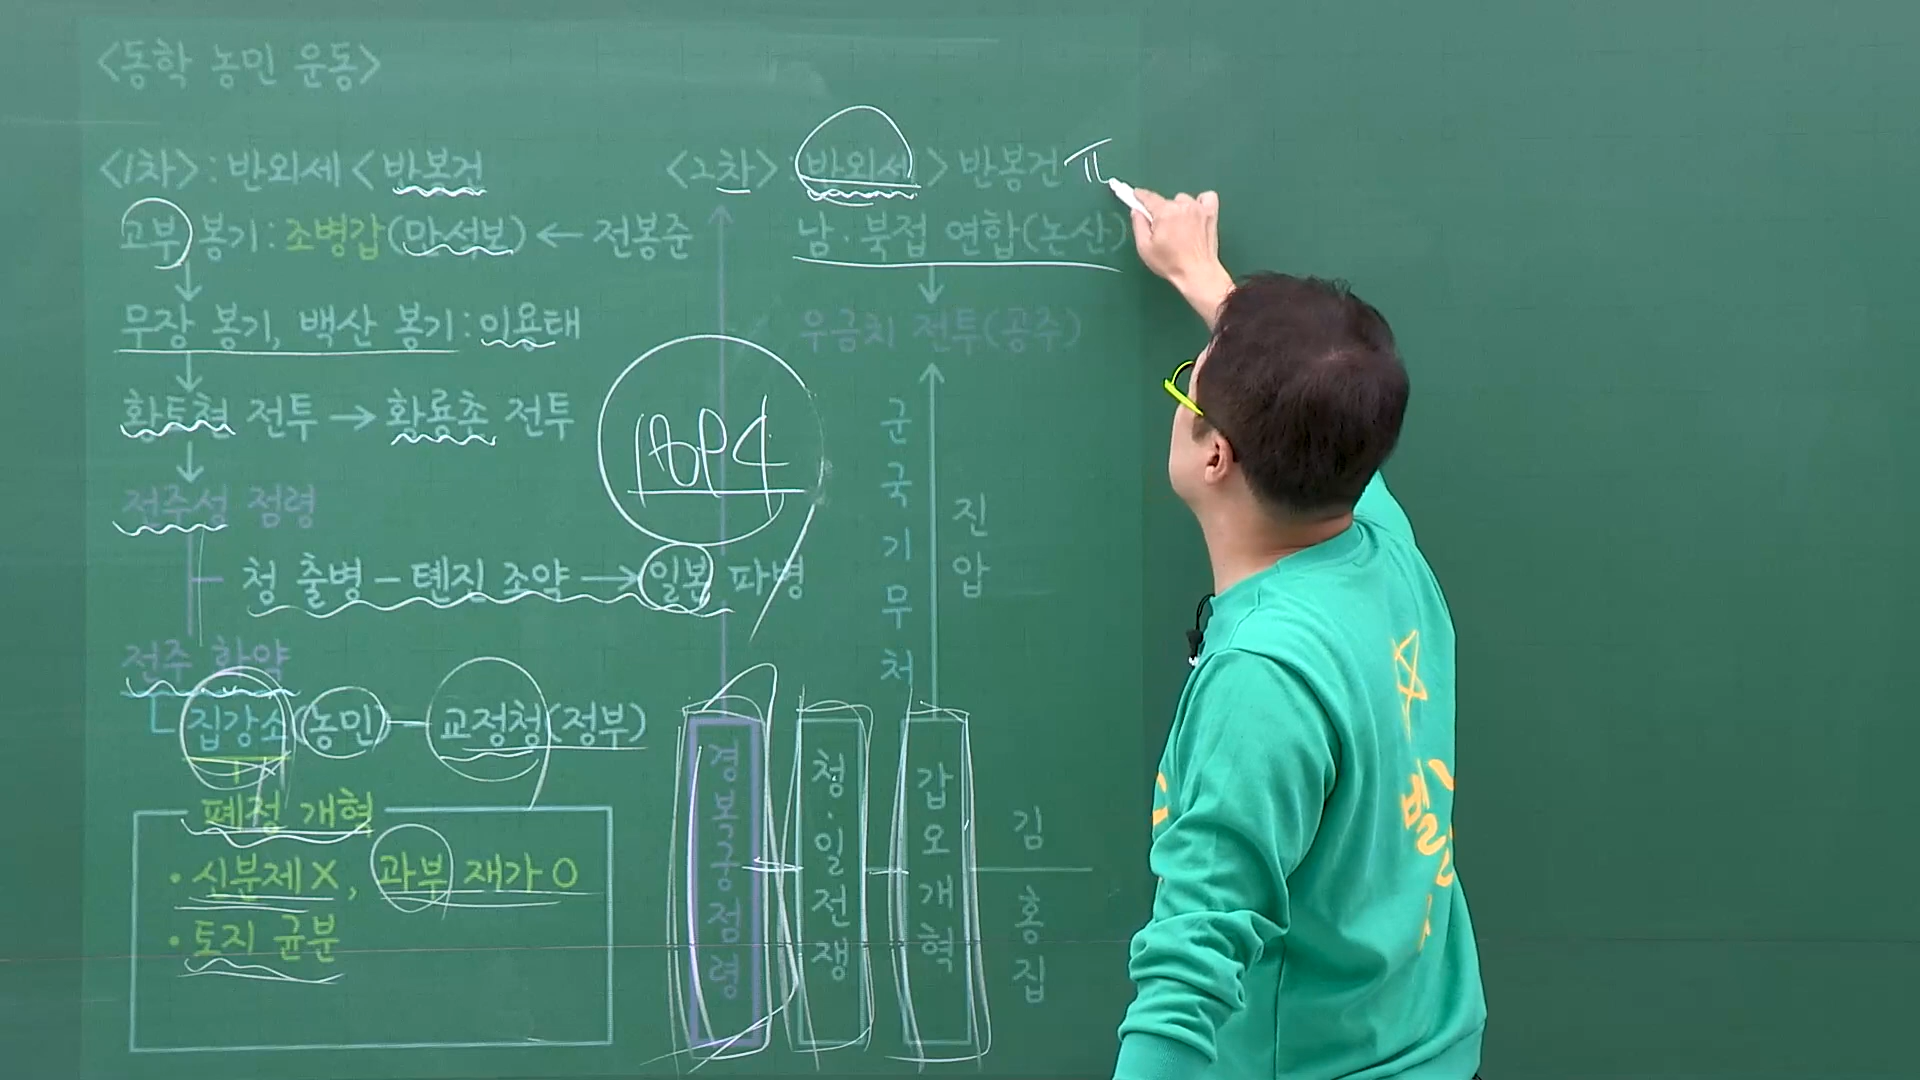 <동학 농민 운동>
<1차> : 반외세 < 반봉건
고부 봉기 : 조병갑(만석보) ← 전봉준
무장 봉기, 백산 봉기 : 이용태
황토현 전투 → 황룡촌 전투
전주성 점령
청 출병 - 톈진 조약 → 일본 파병
전주 화약
집강소(농민) - 교정청(정부)
폐정 개혁
• 신분제 X, 과부 재가 O
• 토지 균분
1894
<2차> : 반외세 > 반봉건
남·북접 연합(논산)
우금치 전투(공주)
군국기무처
진압
경복궁점령
청·일전쟁
갑오개혁
김홍집